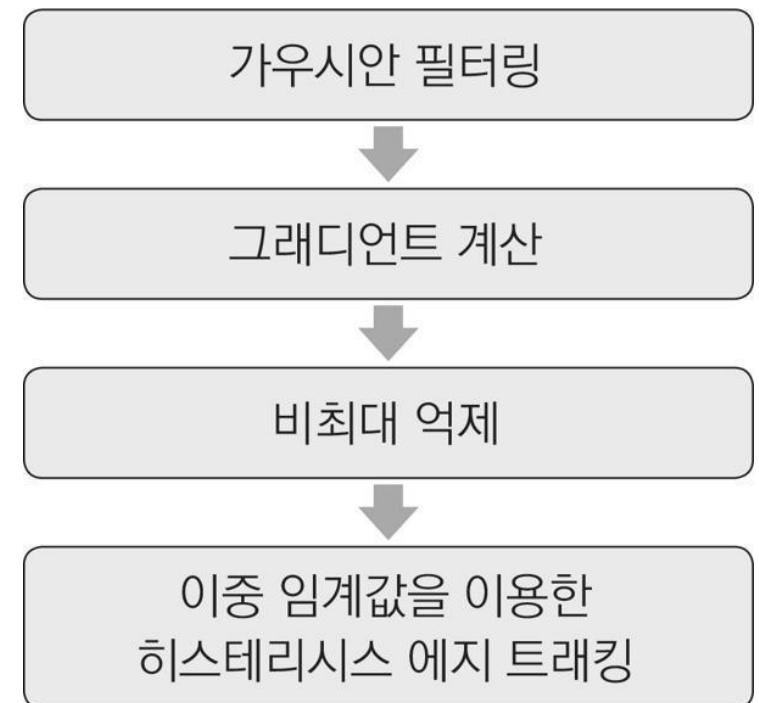 가우시안 필터링
그래디언트 계산
비최대 억제
이중 임계값을 이용한
히스테리시스 에지 트래킹